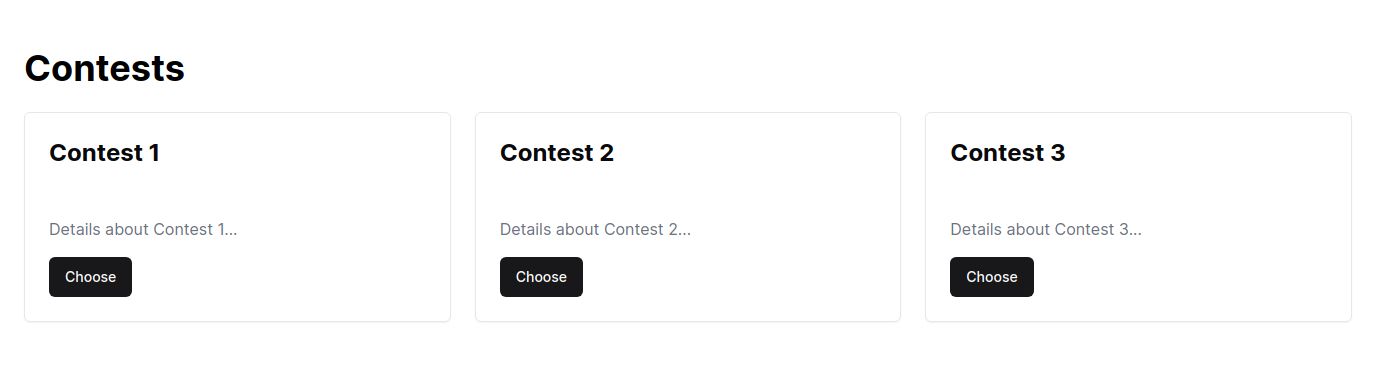 Contests
Contest 1
Details about Contest 1...
Choose
Contest 2
Details about Contest 2...
Choose
Contest 3
Details about Contest 3...
Choose